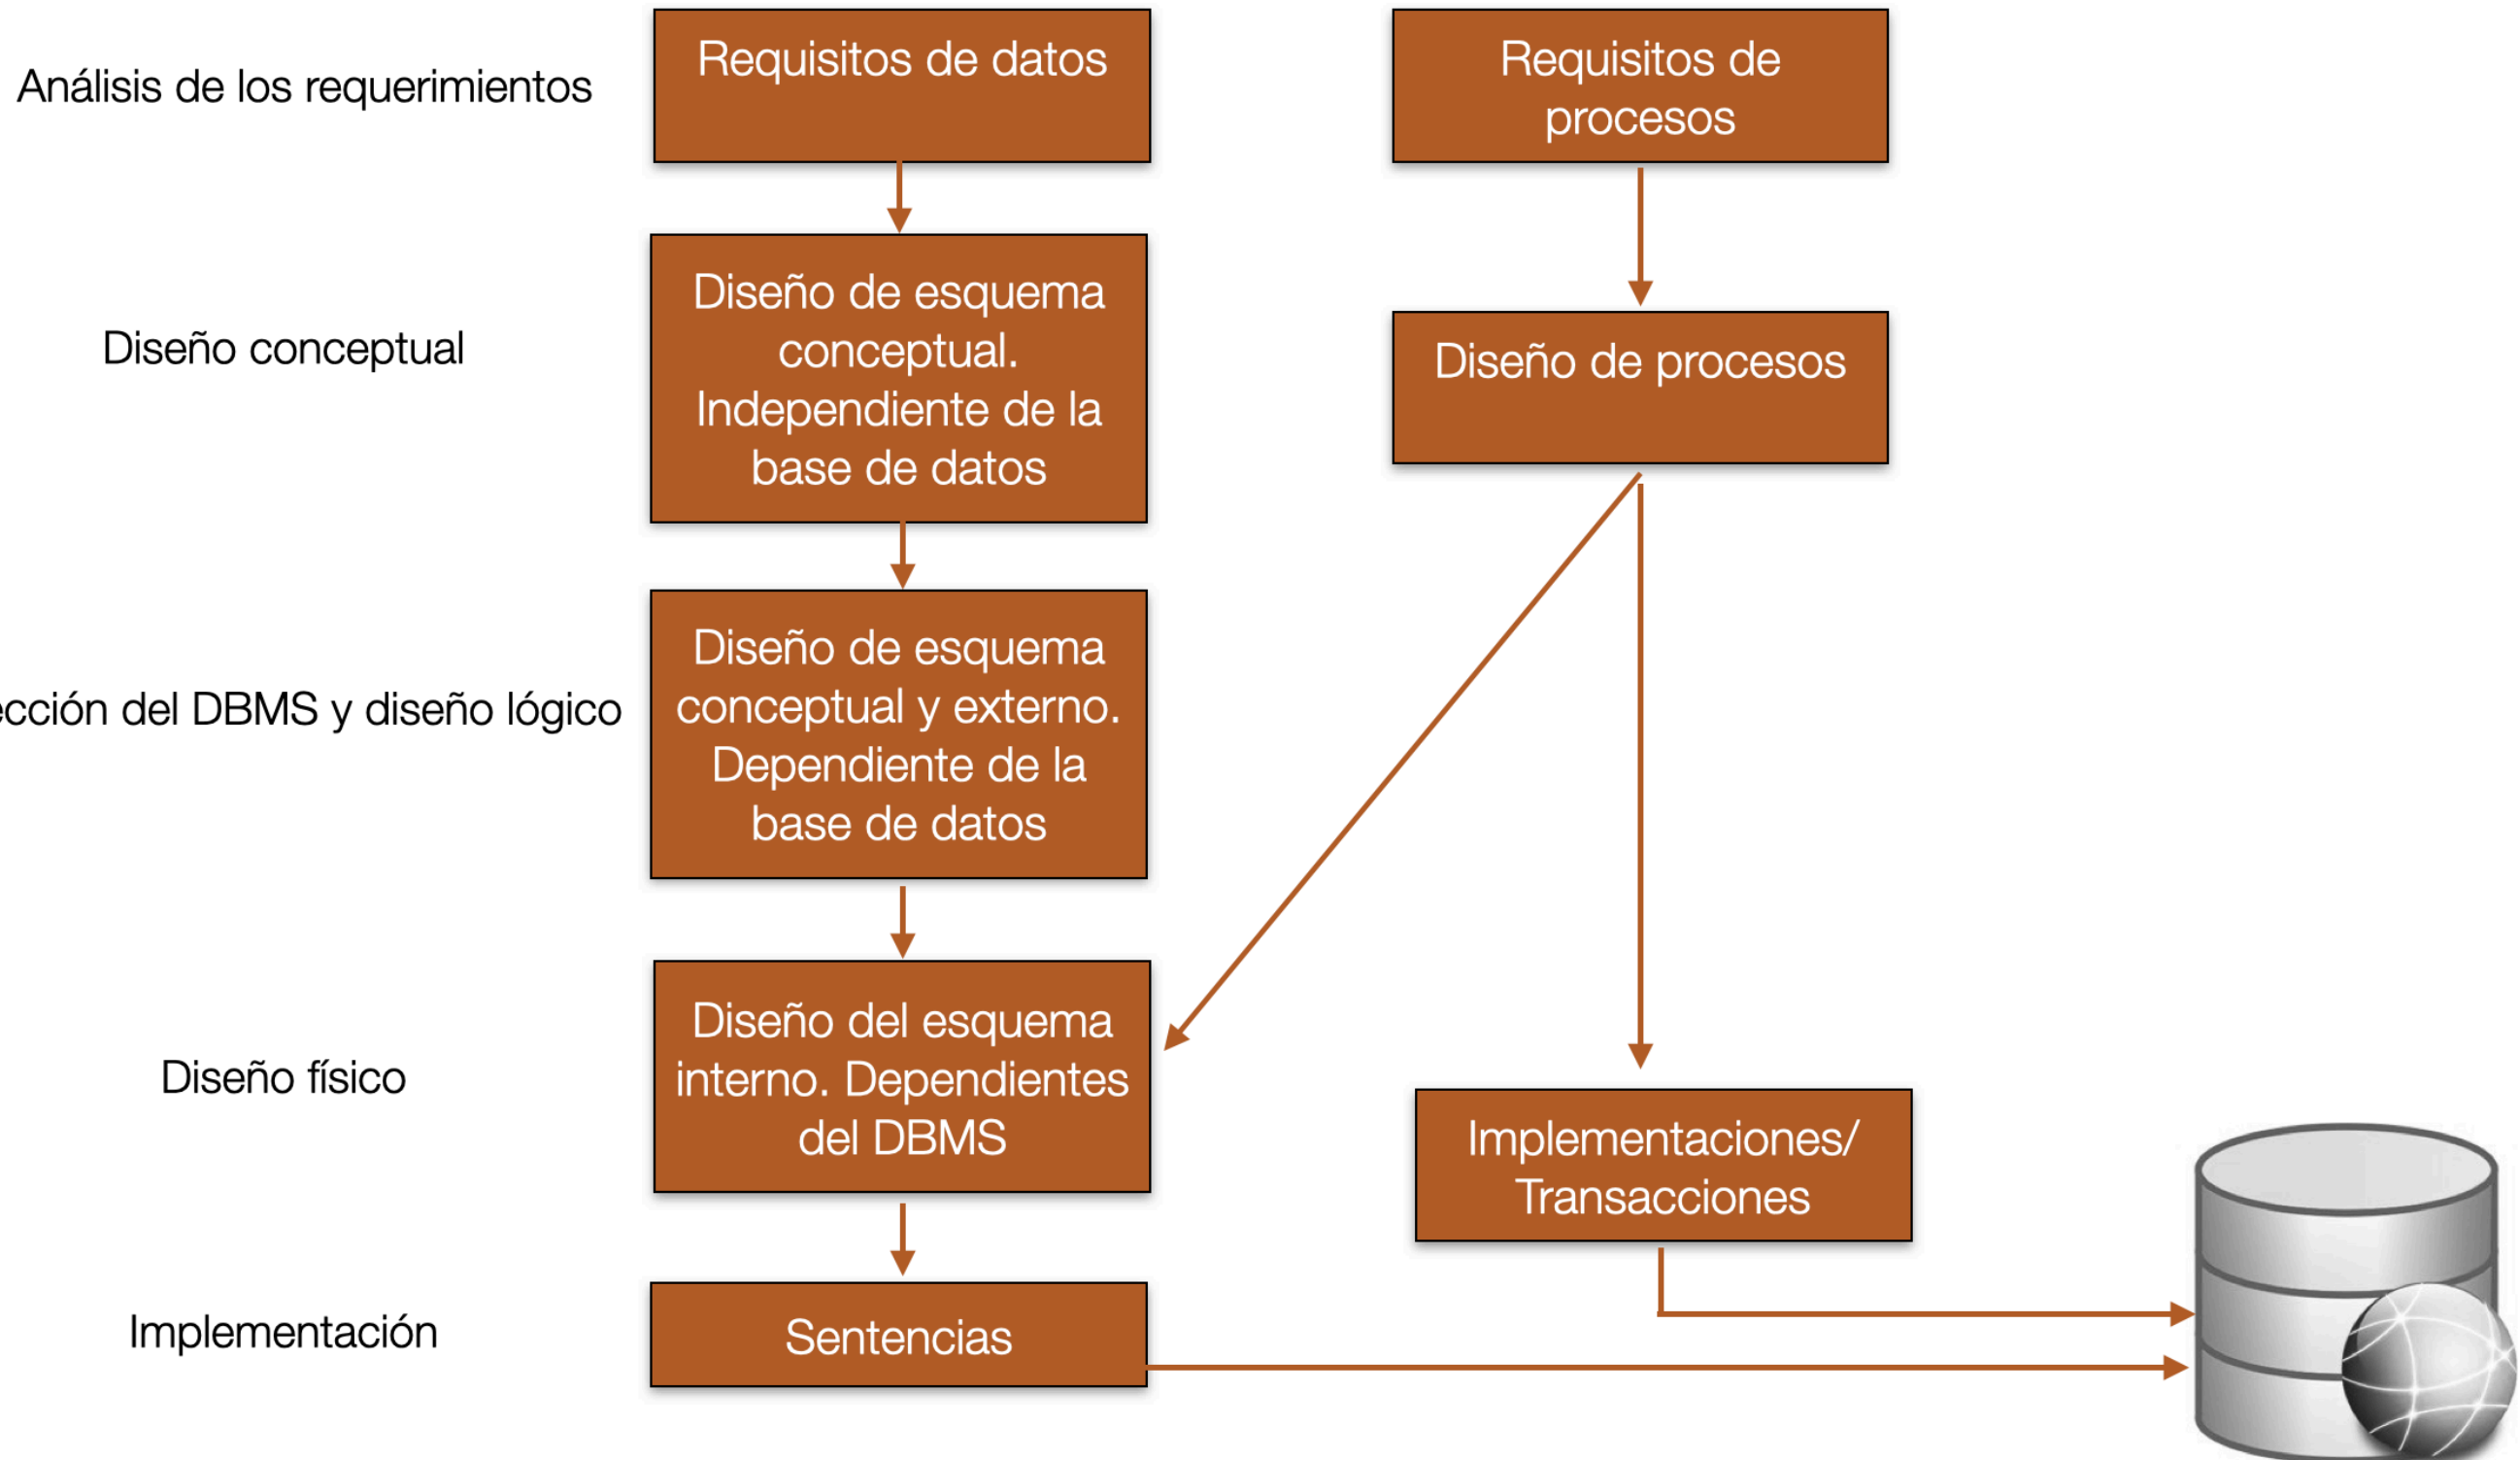 Análisis de los requerimientos
Requisitos de datos
Requisitos de
procesos
Diseño conceptual
Diseño de esquema
conceptual.
Independiente de la
base de datos
Diseño de procesos
ección del DBMS y diseño lógico
Diseño de esquema
conceptual y externo.
Dependiente de la
base de datos
Diseño físico
Diseño del esquema
interno. Dependientes
del DBMS
Implementaciones/
Transacciones
Implementación
Sentencias